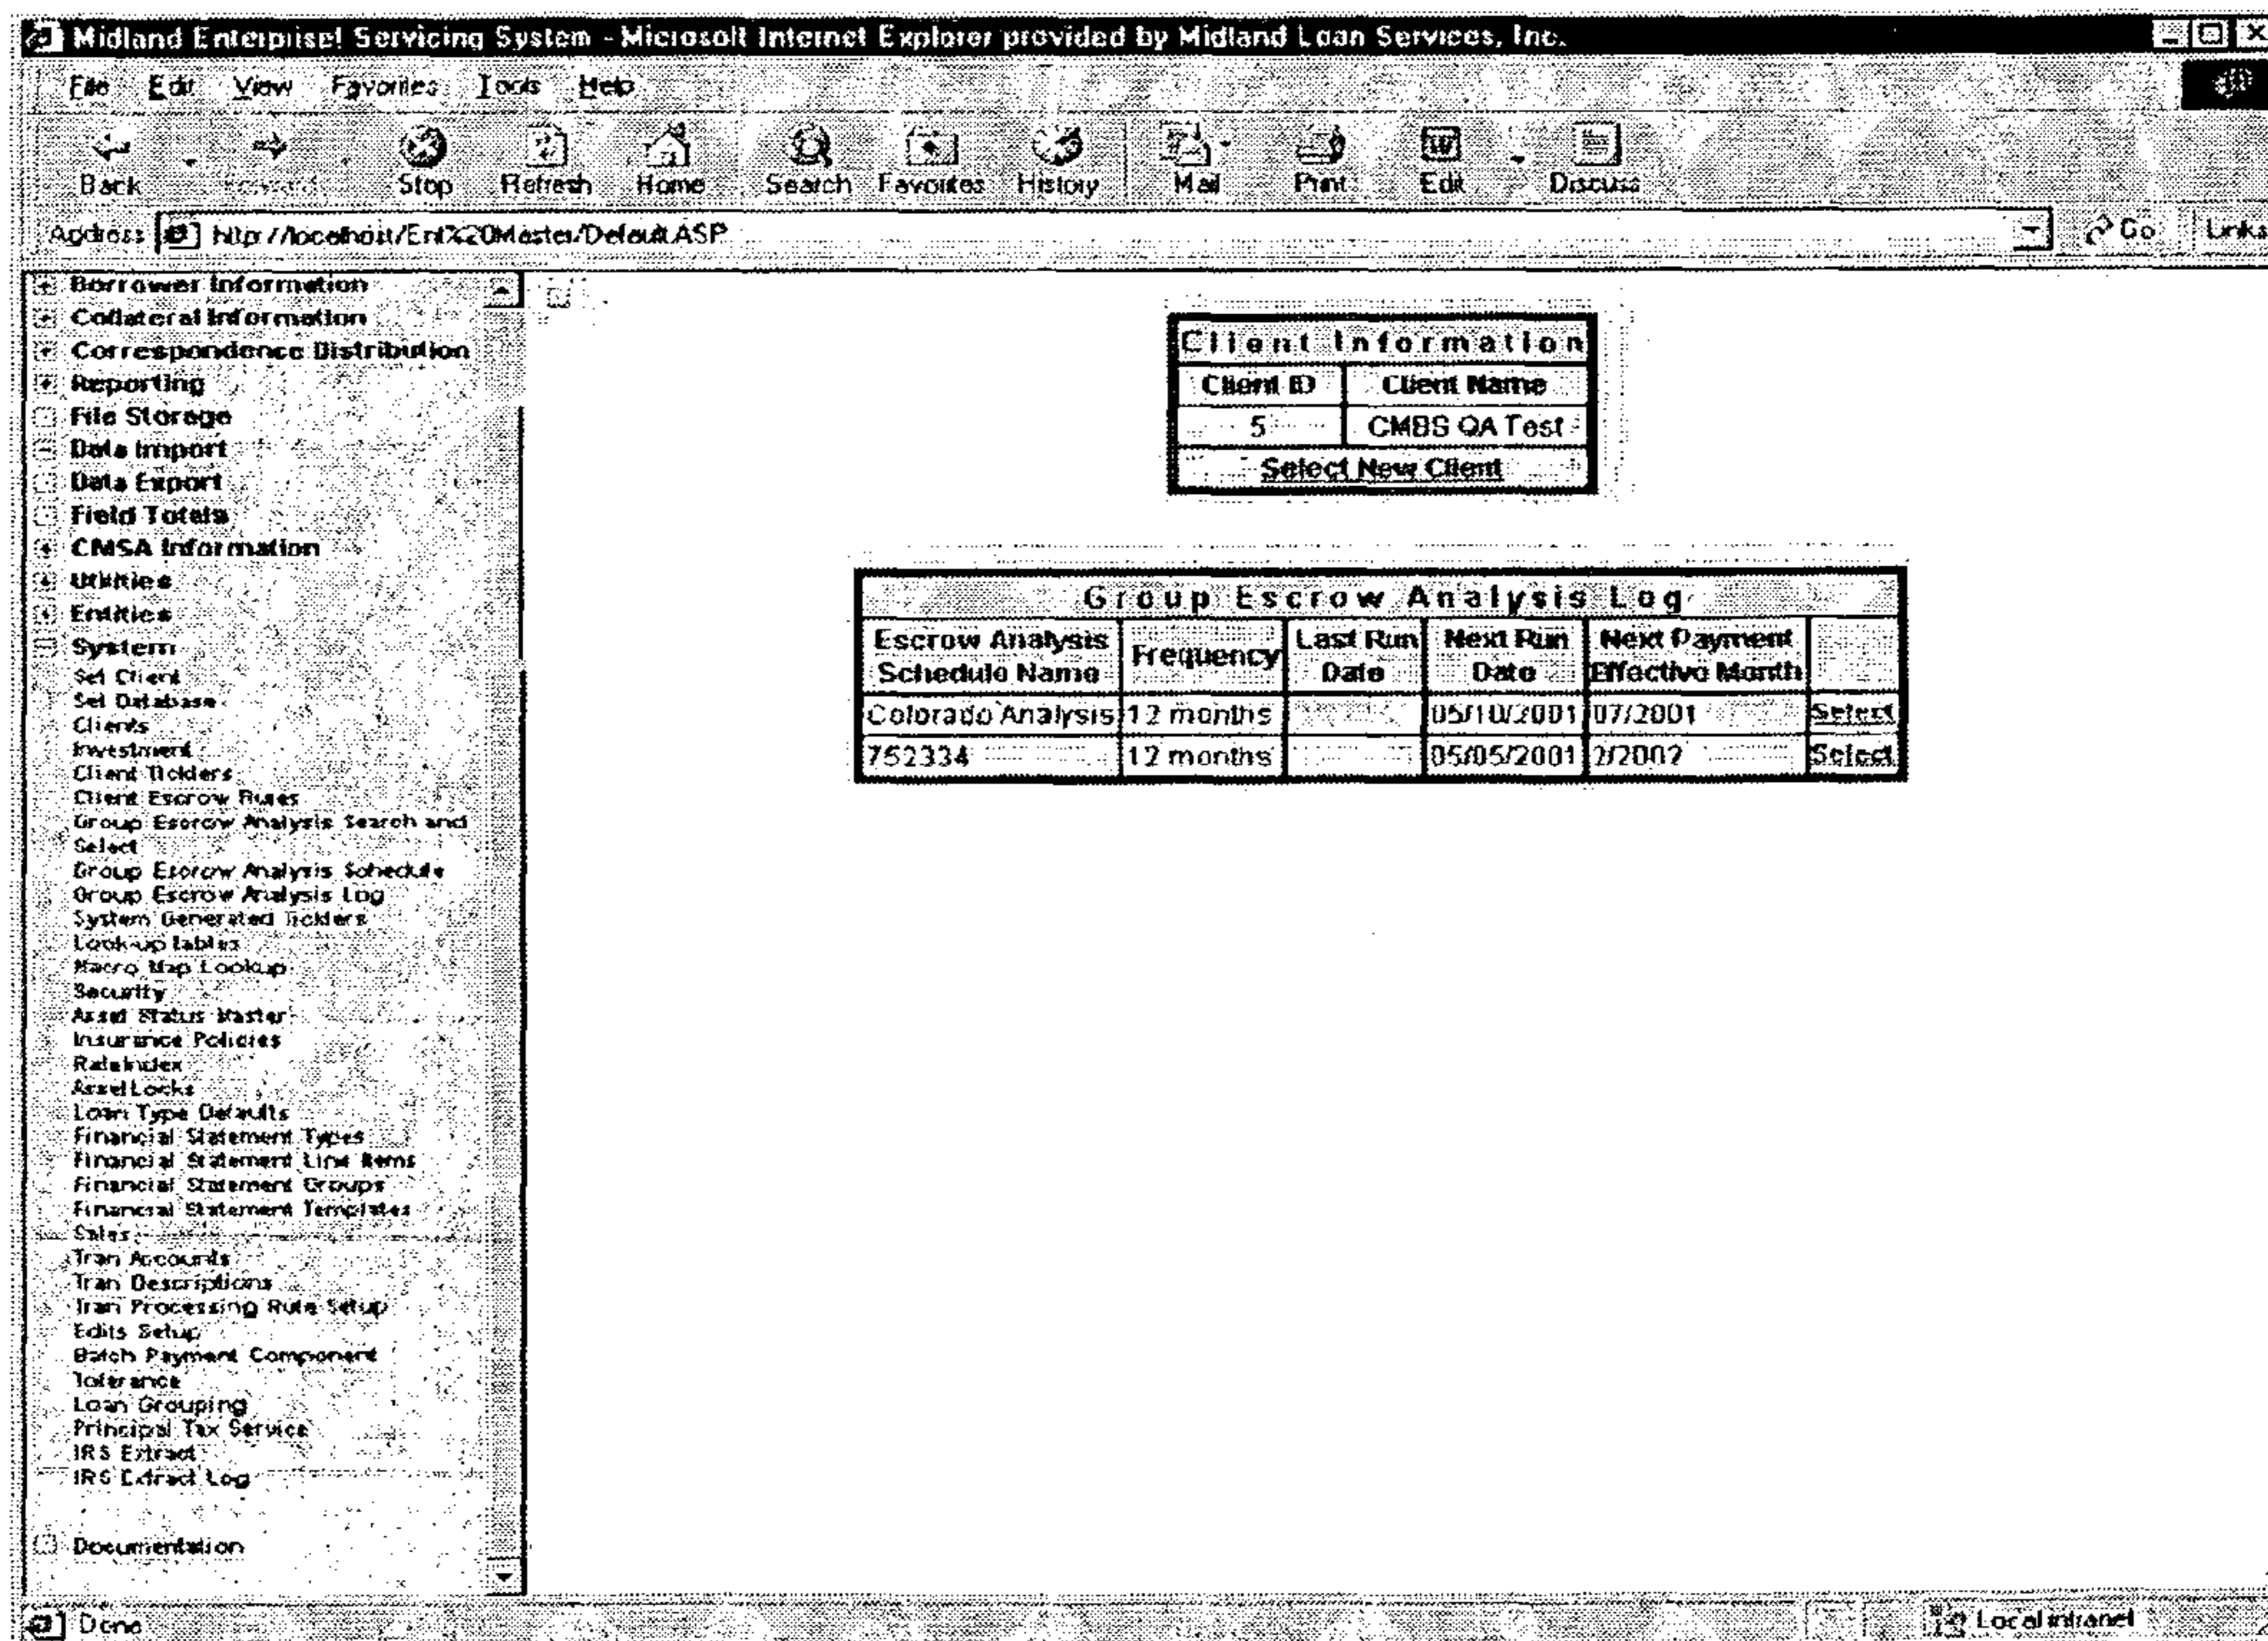 Midland Enterprise! Servicing System - Microsoft Internet Explorer provided by Midland Loan Services, Inc.
File Edit View Favorites Tools Help
Back Forward Stop Refresh Home Search Favorites History Mail Print Edit Discuss
Address http://localhost/Ent%20Master/Default.ASP Go Links
Borrower Information
Collateral Information
Correspondence Distribution
Reporting
File Storage
Data Import
Data Export
Field Totals
CMSA Information
Utilities
Entities
System
Set Client
Set Database
Clients
Investment
Client Ticklers
Client Escrow Rules
Group Escrow Analysis Search and
Select
Group Escrow Analysis Schedule
Group Escrow Analysis Log
System Generated Ticklers
Look-up tables
Macro Map Lookup
Security
Asset Status Master
Insurance Policies
RateIndex
AssetLocks
Loan Type Defaults
Financial Statement Types
Financial Statement Line Items
Financial Statement Groups
Financial Statement Templates
Sales
Tran Accounts
Tran Descriptions
Tran Processing Rule Setup
Edits Setup
Batch Payment Component
Tolerance
Loan Grouping
Principal Tax Service
IRS Extract
IRS Extract Log
Documentation
Client Information
Client ID Client Name
5 CMBS QA Test
Select New Client
Group Escrow Analysis Log
Escrow Analysis Schedule Name Frequency Last Run Date Next Run Date Next Payment Effective Month
Colorado Analysis 12 months 05/10/2001 07/2001 Select
752334 12 months 05/05/2001 2/2002 Select
Done Local intranet